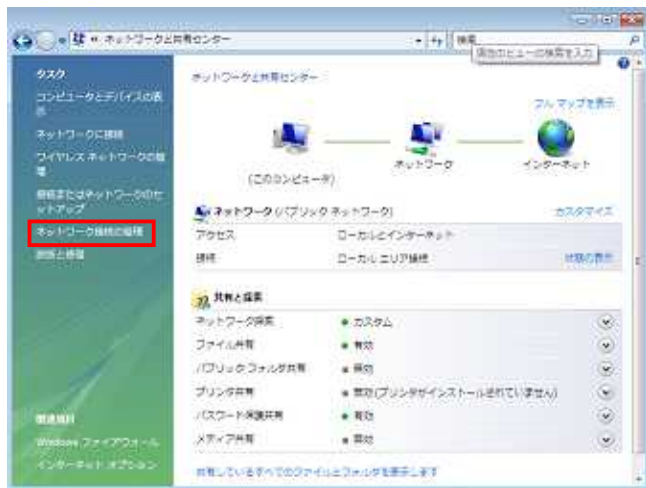 ネットワークと共有センター
検索
現在のビューの検索を入力
タスク
コンピュータとデバイスの表示
ネットワークに接続
ワイヤレス ネットワークの管理
接続またはネットワークのセットアップ
ネットワーク接続の管理
診断と修復
関連項目
Windows ファイアウォール
インターネット オプション
ネットワークと共有センター
フル マップを表示
(このコンピュータ)
ネットワーク
インターネット
ネットワーク (パブリック ネットワーク)
カスタマイズ
アクセス
ローカルとインターネット
接続
ローカル エリア接続
状態の表示
共有と探索
ネットワーク探索
カスタム
ファイル共有
有効
パブリック フォルダ共有
無効
プリンタ共有
無効(プリンタがインストールされていません)
パスワード保護共有
有効
メディア共有
無効
共有しているすべてのファイルとフォルダを表示します